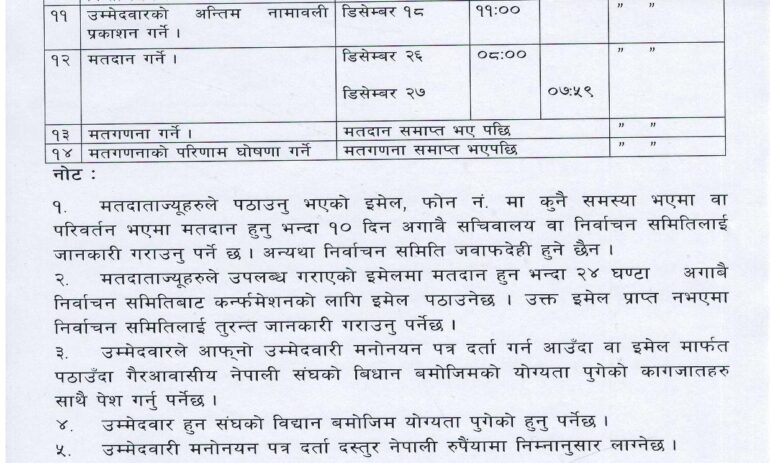 ११ उम्मेदवारको अन्तिम नामावली डिसेम्बर १८ ११:०० " "
प्रकाशन गर्ने ।
१२ मतदान गर्ने । डिसेम्बर २६ ०८:०० " "
डिसेम्बर २७ ०७:५९
१३ मतगणना गर्ने । मतदान समाप्त भए पछि " "
१४ मतगणनाको परिणाम घोषणा गर्ने मतगणना समाप्त भएपछि " "
नोट :
१. मतदाताज्यूहरुले पठाउनु भएको इमेल, फोन नं. मा कुनै समस्या भएमा वा
परिवर्तन भएमा मतदान हुनु भन्दा १० दिन अगावै सचिवालय वा निर्वाचन समितिलाई
जानकारी गराउनु पर्ने छ । अन्यथा निर्वाचन समिति जवाफदेही हुने छैन ।
२. मतदाताज्यूहरुले उपलब्ध गराएको इमेलमा मतदान हुन भन्दा २४ घण्टा अगाबै
निर्वाचन समितिबाट कर्न्फमेशनको लागि इमेल पठाउनेछ । उक्त इमेल प्राप्त नभएमा
निर्वाचन समितिलाई तुरन्त जानकारी गराउनु पर्नेछ ।
३. उम्मेदवारले आफ्नो उम्मेदवारी मनोनयन पत्र दर्ता गर्न आउँदा वा इमेल मार्फत
पठाउँदा गैरआवासीय नेपाली संघको बिधान बमोजिमको योग्यता पुगेको कागजातहरु
साथै पेश गर्नु पर्नेछ ।
४. उम्मेदवार हुन संघको विद्यान बमोजिम योग्यता पुगेको हुनु पर्नेछ ।
५. उम्मेदवारी मनोनयन पत्र दर्ता दस्तुर नेपाली रुपैंयामा निम्नानुसार लाग्नेछ ।